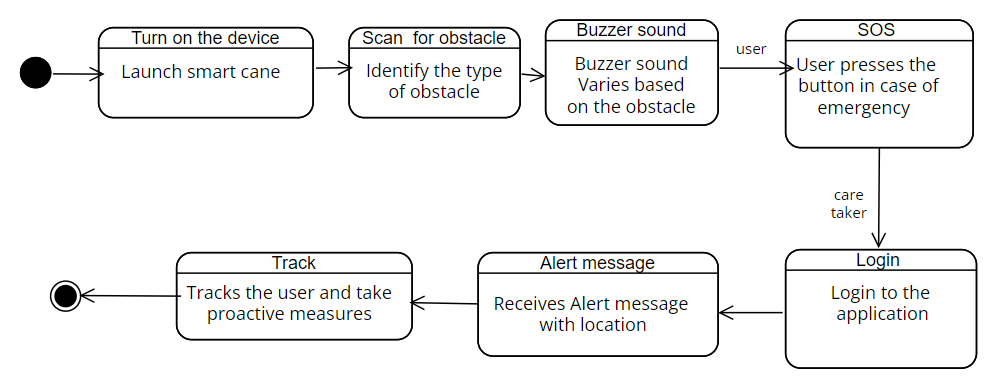 Turn on the device
Launch smart cane
Scan for obstacle
Identify the type
of obstacle
Buzzer sound
Buzzer sound
Varies based
on the obstacle
user
SOS
User presses the
button in case of
emergency
care
taker
Login
Login to the
application
Alert message
Receives Alert message
with location
Track
Tracks the user and take
proactive measures